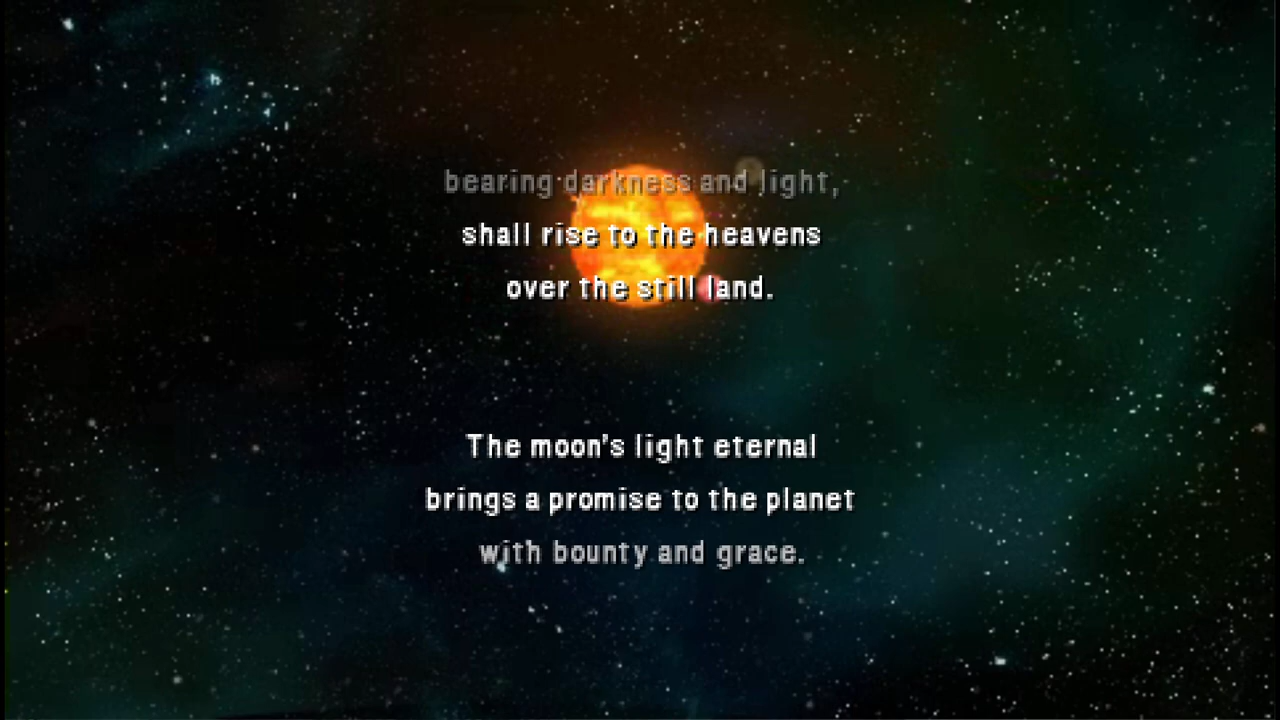 bearing darkness and light,
shall rise to the heavens
over the still land.
The moon's light eternal
brings a promise to the planet
with bounty and grace.